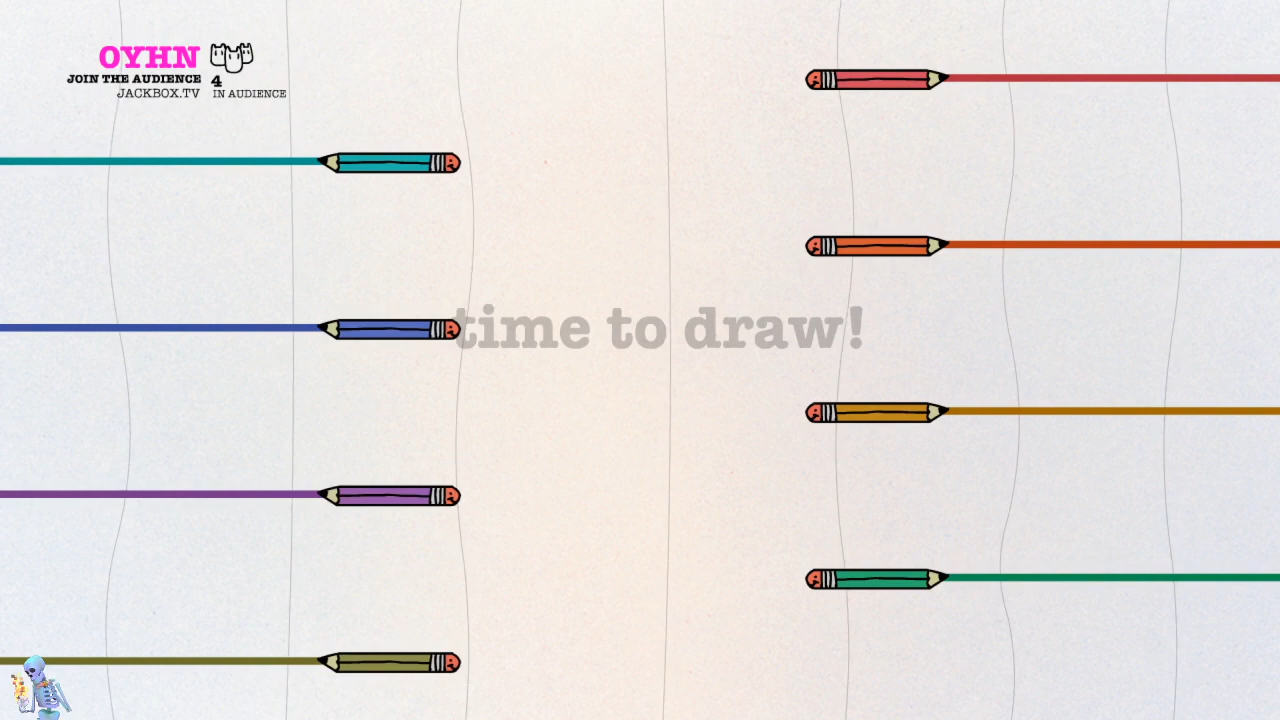 OYHN
JOIN THE AUDIENCE
JACKBOX.TV
4
IN AUDIENCE
time to draw!